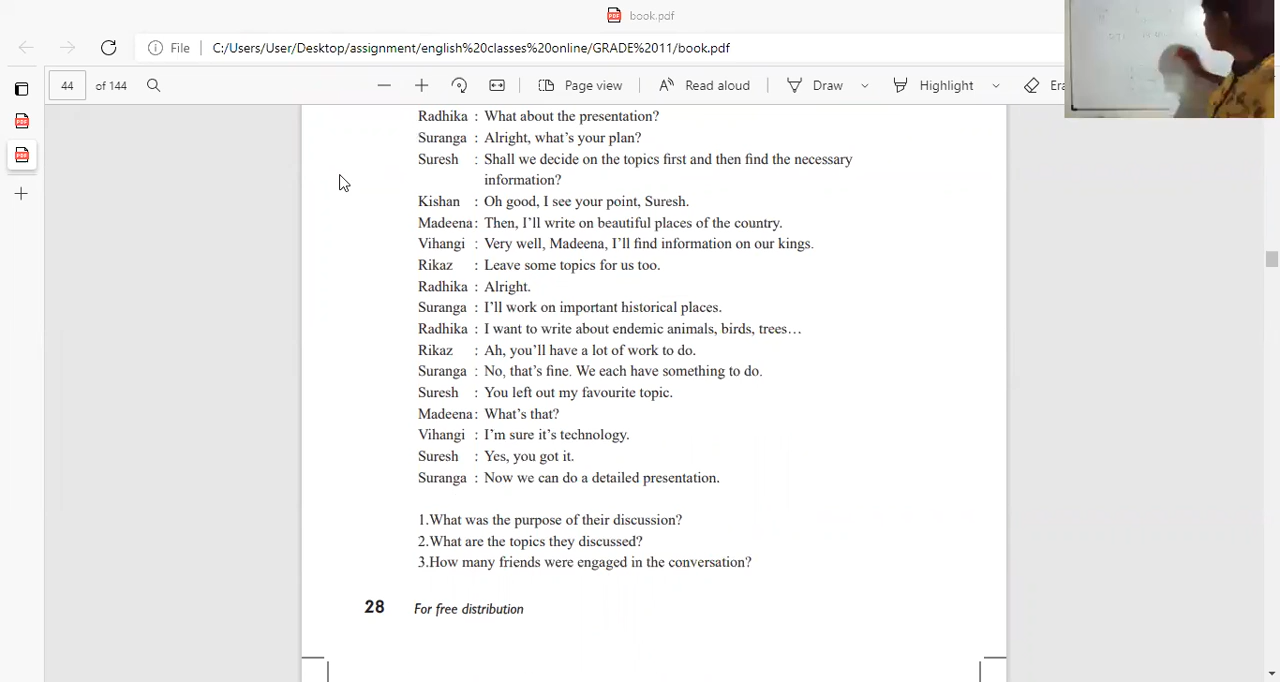 book.pdf
File C:/Users/User/Desktop/assignment/english%20classes%20online/GRADE%2011/book.pdf
44 of 144 Page view Read aloud Draw Highlight
Radhika : What about the presentation?
Suranga : Alright, what's your plan?
Suresh : Shall we decide on the topics first and then find the necessary
information?
Kishan : Oh good, I see your point, Suresh.
Madeena : Then, I'll write on beautiful places of the country.
Vihangi : Very well, Madeena, I'll find information on our kings.
Rikaz : Leave some topics for us too.
Radhika : Alright.
Suranga : I'll work on important historical places.
Radhika : I want to write about endemic animals, birds, trees…
Rikaz : Ah, you'll have a lot of work to do.
Suranga : No, that's fine. We each have something to do.
Suresh : You left out my favourite topic.
Madeena : What's that?
Vihangi : I'm sure it's technology.
Suresh : Yes, you got it.
Suranga : Now we can do a detailed presentation.
1.What was the purpose of their discussion?
2.What are the topics they discussed?
3.How many friends were engaged in the conversation?
28 For free distribution